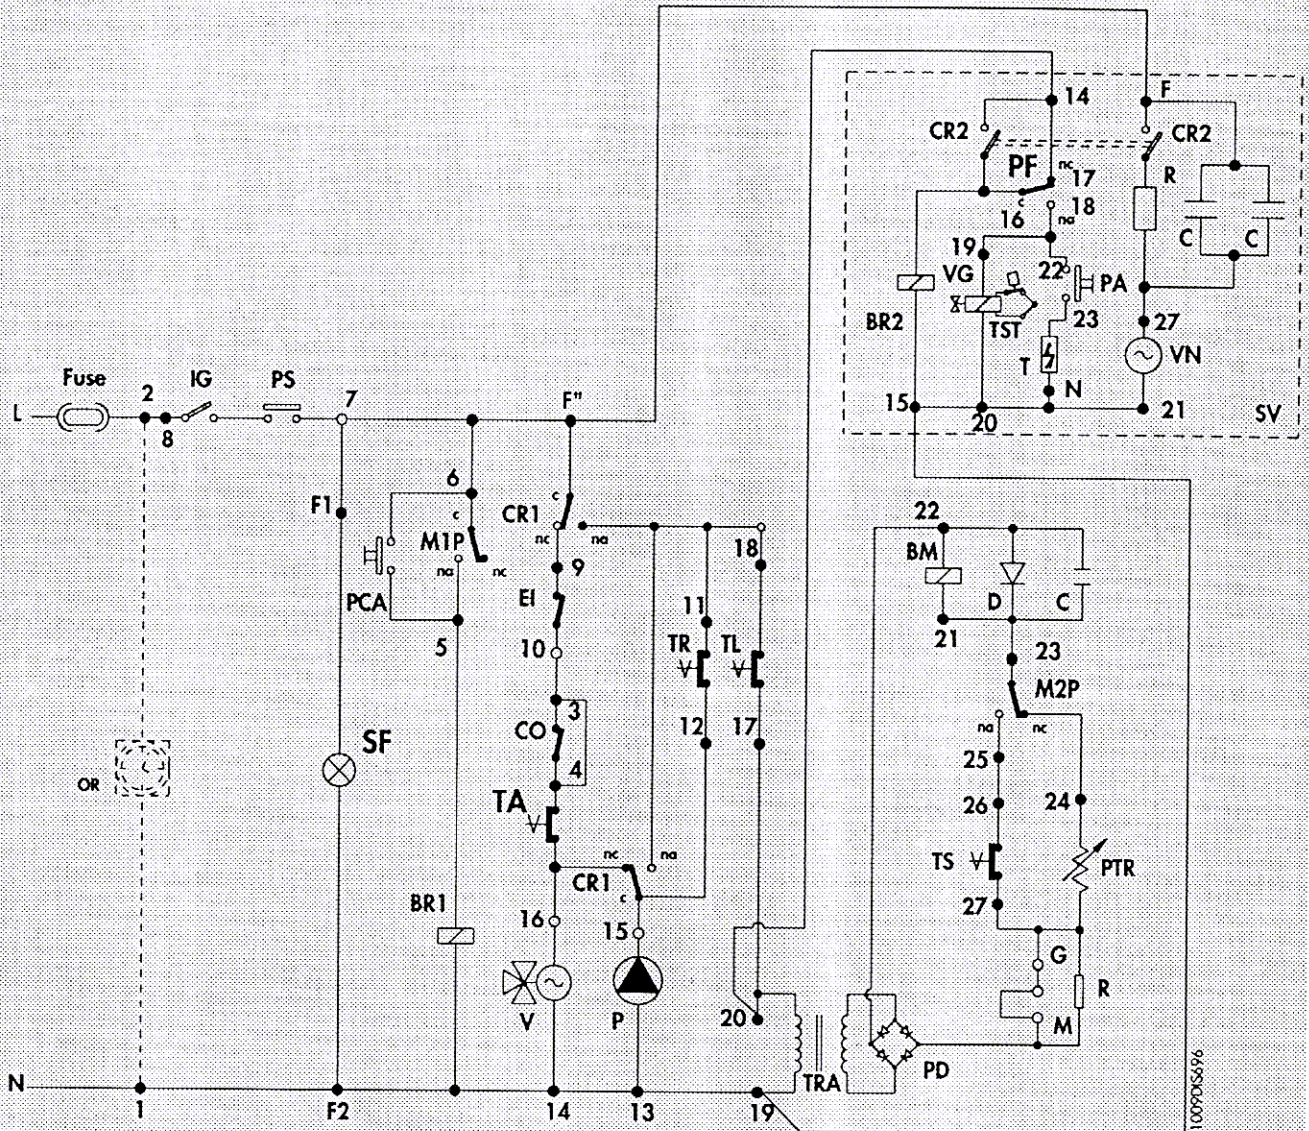 F
14
CR2
CR2
PF
nc
17
R
c
16
18
na
19
C
C
VG
22
PA
BR2
TST
23
27
T
VN
N
15
20
21
SV
Fuse
2
IG
PS
7
F"
L
8
6
c
22
F1
CR1
c
M1P
nc
na
18
BM
na
nc
9
PCA
EI
D
C
11
21
5
10
TR
TL
23
M2P
3
12
17
na
nc
CO
SF
4
25
OR
TA
26
24
nc
na
TS
PTR
CR1
c
BR1
27
16
15
G
R
V
P
20
M
TRA
PD
N
1
F2
14
13
19
1009DIS696